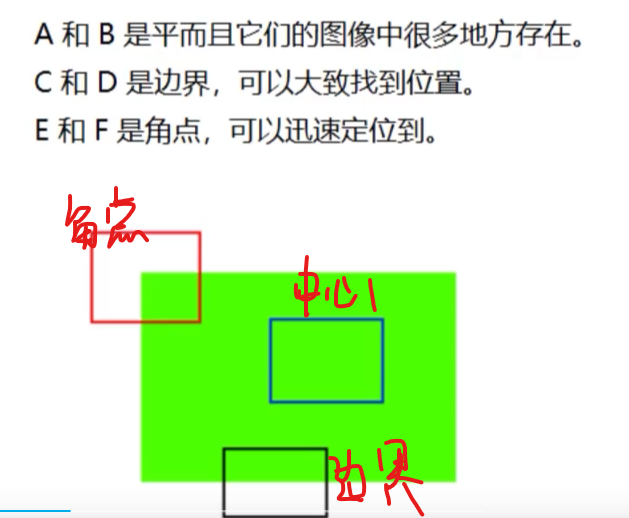 A 和 B 是平而且它们的图像中很多地方存在。
C 和 D 是边界，可以大致找到位置。
E 和 F 是角点，可以迅速定位到。
角点
中心
边界